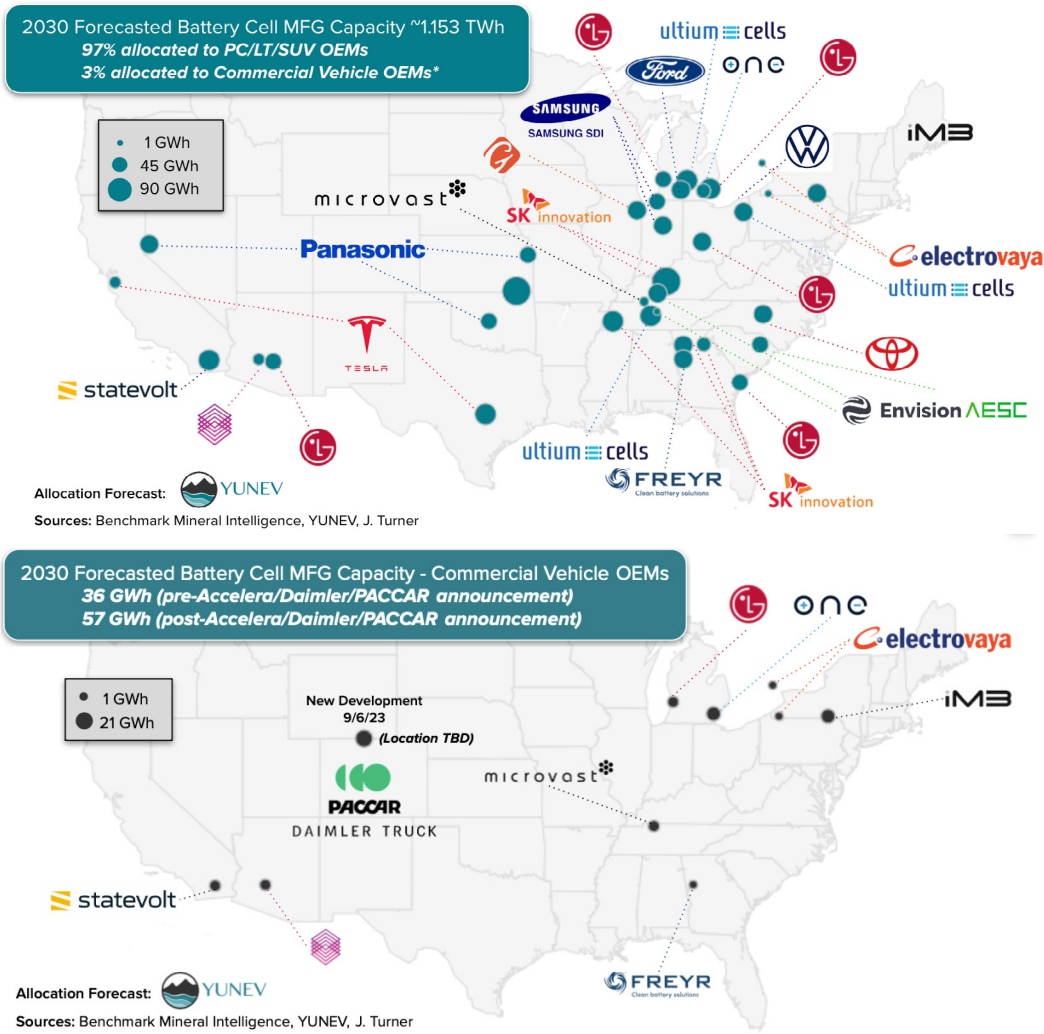 2030 Forecasted Battery Cell MFG Capacity ~1.153 TWh
97% allocated to PC/LT/SUV OEMs
3% allocated to Commercial Vehicle OEMs*
1 GWh
45 GWh
90 GWh
LG
ultium cells
Ford
one
LG
SAMSUNG
SAMSUNG SDI
iM3
microvast
SK innovation
Panasonic
electrovaya
ultium cells
LG
TESLA
statevolt
LG
Envision AESC
ultium cells
LG
FREYR
Clean battery solutions
SK innovation
Allocation Forecast: YUNEV
Sources: Benchmark Mineral Intelligence, YUNEV, J. Turner
2030 Forecasted Battery Cell MFG Capacity - Commercial Vehicle OEMs
36 GWh (pre-Accelera/Daimler/PACCAR announcement)
57 GWh (post-Accelera/Daimler/PACCAR announcement)
1 GWh
21 GWh
LG
one
electrovaya
iM3
New Development
9/6/23
(Location TBD)
microvast
PACCAR
DAIMLER TRUCK
statevolt
FREYR
Clean battery solutions
Allocation Forecast: YUNEV
Sources: Benchmark Mineral Intelligence, YUNEV, J. Turner